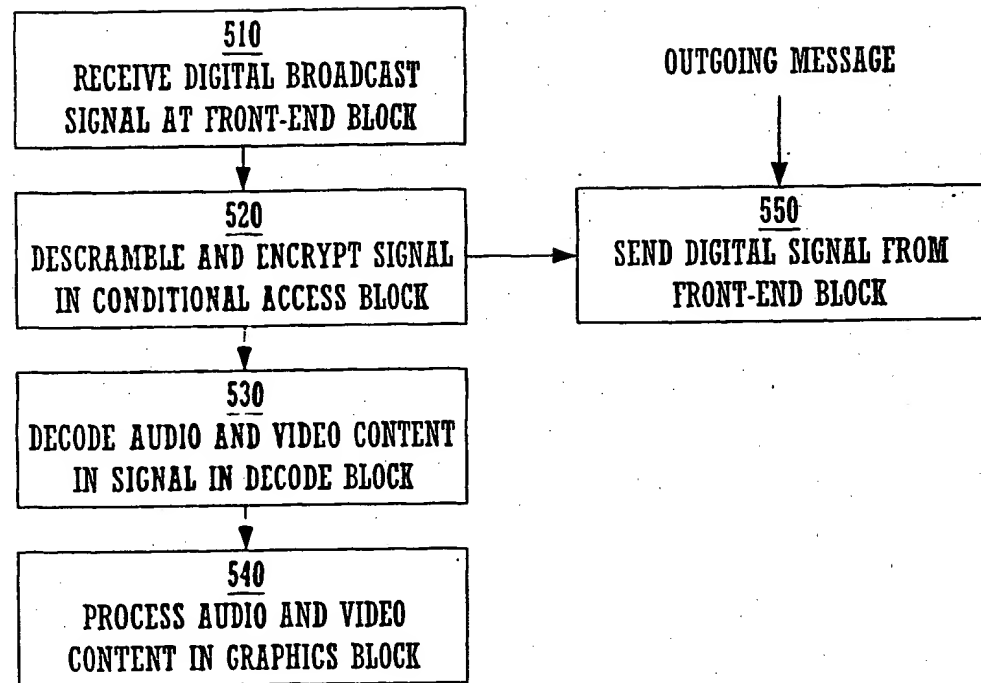 510
RECEIVE DIGITAL BROADCAST
SIGNAL AT FRONT-END BLOCK
OUTGOING MESSAGE
520
DESCRAMBLE AND ENCRYPT SIGNAL
IN CONDITIONAL ACCESS BLOCK
550
SEND DIGITAL SIGNAL FROM
FRONT-END BLOCK
530
DECODE AUDIO AND VIDEO CONTENT
IN SIGNAL IN DECODE BLOCK
540
PROCESS AUDIO AND VIDEO
CONTENT IN GRAPHICS BLOCK